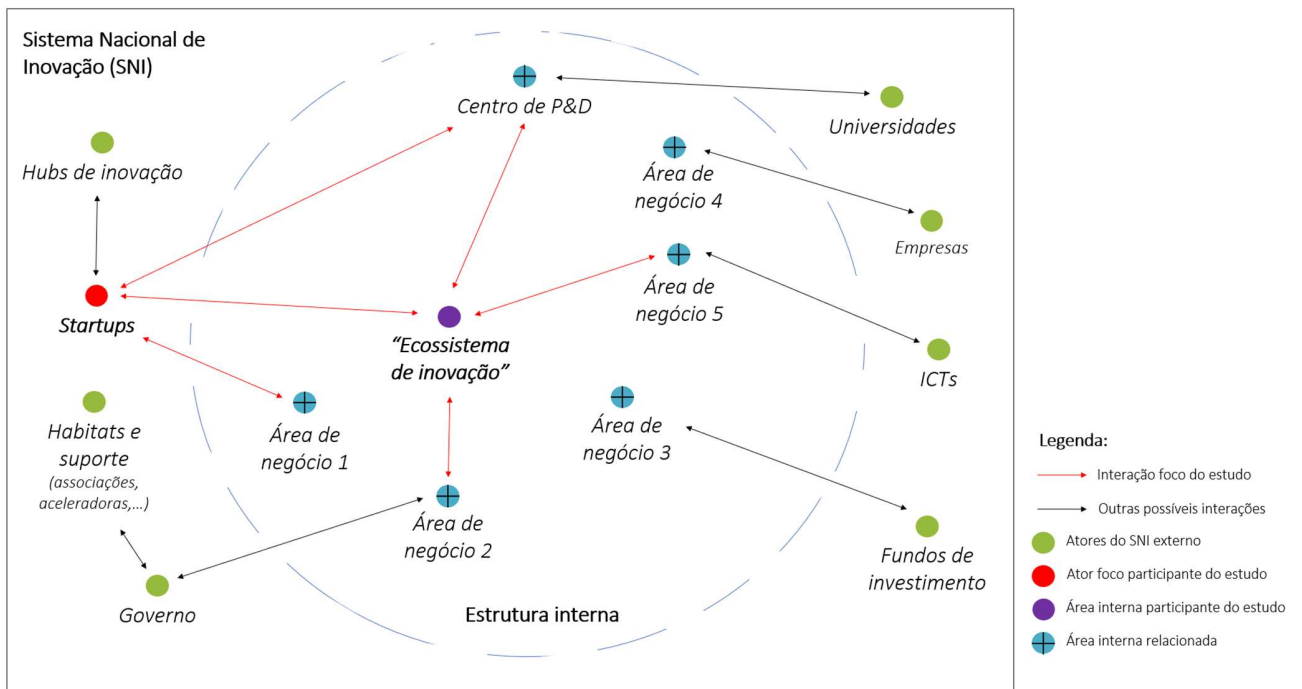 Sistema Nacional de
Inovação (SNI)
Centro de P&D
Universidades
Hubs de inovação
Área de
negócio 4
Empresas
Área de
negócio 5
Startups
"Ecossistema
de inovação"
ICTs
Habitats e
suporte
(associações,
aceleradoras,...)
Área de
negócio 1
Área de
negócio 3
Área de
negócio 2
Fundos de
investimento
Governo
Estrutura interna
Legenda:
Interação foco do estudo
Outras possíveis interações
Atores do SNI externo
Ator foco participante do estudo
Área interna participante do estudo
Área interna relacionada